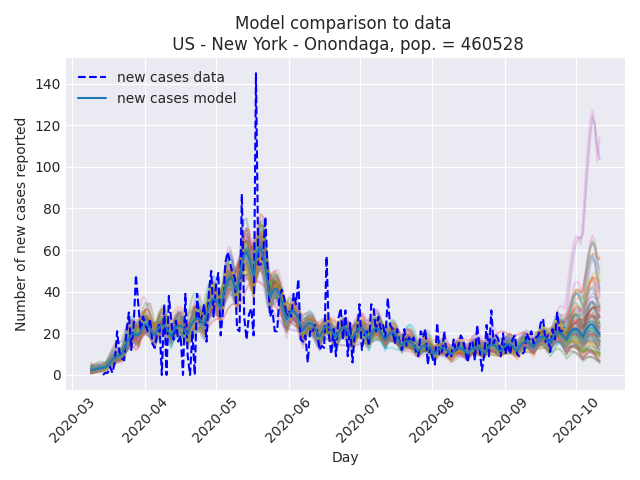 Model comparison to data
US - New York - Onondaga, pop. = 460528
new cases data
new cases model
Number of new cases reported
140
120
100
80
60
40
20
0
2020-03
2020-04
2020-05
2020-06
2020-07
2020-08
2020-09
2020-10
Day